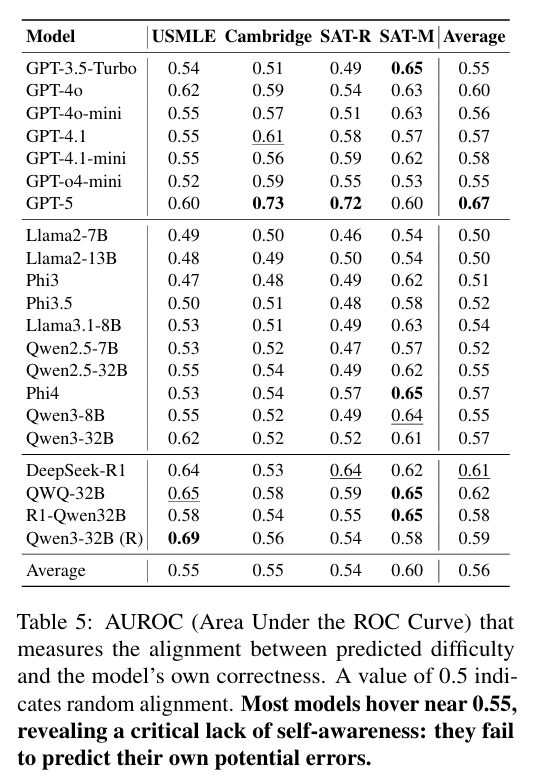 Model USMLE Cambridge SAT-R SAT-M Average
GPT-3.5-Turbo 0.54 0.51 0.49 0.65 0.55
GPT-4o 0.62 0.59 0.54 0.63 0.60
GPT-4o-mini 0.55 0.57 0.51 0.63 0.56
GPT-4.1 0.55 0.61 0.58 0.57 0.57
GPT-4.1-mini 0.55 0.56 0.59 0.62 0.58
GPT-o4-mini 0.52 0.59 0.55 0.53 0.55
GPT-5 0.60 0.73 0.72 0.60 0.67
Llama2-7B 0.49 0.50 0.46 0.54 0.50
Llama2-13B 0.48 0.49 0.50 0.54 0.50
Phi3 0.47 0.48 0.49 0.62 0.51
Phi3.5 0.50 0.51 0.48 0.58 0.52
Llama3.1-8B 0.53 0.51 0.49 0.63 0.54
Qwen2.5-7B 0.53 0.52 0.47 0.57 0.52
Qwen2.5-32B 0.55 0.54 0.49 0.62 0.55
Phi4 0.53 0.54 0.57 0.65 0.57
Qwen3-8B 0.55 0.52 0.49 0.64 0.55
Qwen3-32B 0.62 0.52 0.52 0.61 0.57
DeepSeek-R1 0.64 0.53 0.64 0.62 0.61
QWQ-32B 0.65 0.58 0.59 0.65 0.62
R1-Qwen32B 0.58 0.54 0.55 0.65 0.58
Qwen3-32B (R) 0.69 0.56 0.54 0.58 0.59
Average 0.55 0.55 0.54 0.60 0.56
Table 5: AUROC (Area Under the ROC Curve) that
measures the alignment between predicted difficulty
and the model's own correctness. A value of 0.5 indi-
cates random alignment. Most models hover near 0.55,
revealing a critical lack of self-awareness: they fail
to predict their own potential errors.